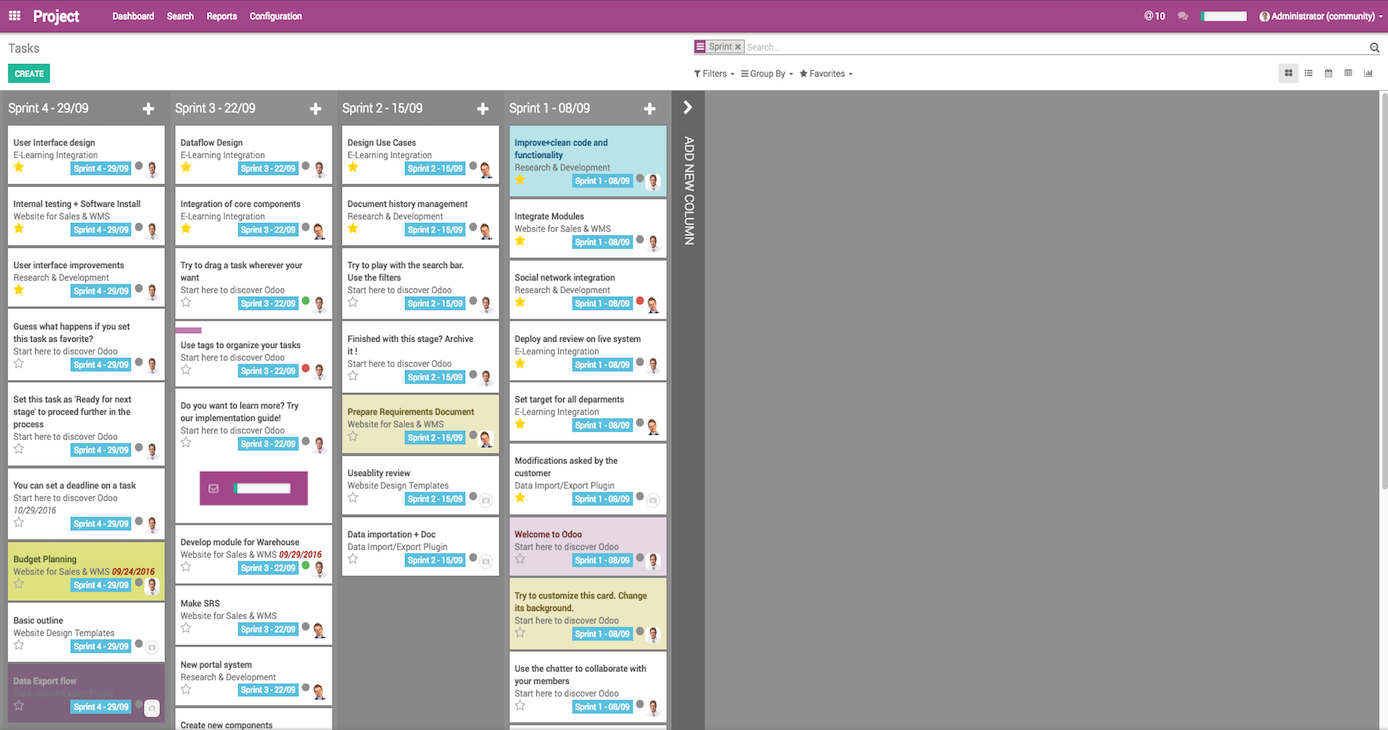 Project
Dashboard Search Reports Configuration
@ 10
Administrator (community)
Tasks
Sprint
Search...
CREATE
Filters Group By Favorites
Sprint 4 - 29/09
User Interface design
E-Learning Integration
Sprint 4 - 29/09
Internal testing + Software Install
Website for Sales & WMS
Sprint 4 - 29/09
User interface improvements
Research & Development
Sprint 4 - 29/09
Guess what happens if you set
this task as favorite?
Start here to discover Odoo
Sprint 4 - 29/09
Set this task as 'Ready for next
stage' to proceed further in the
process
Start here to discover Odoo
Sprint 4 - 29/09
You can set a deadline on a task
Start here to discover Odoo
10/29/2016
Sprint 4 - 29/09
Budget Planning
Website for Sales & WMS 09/24/2016
Sprint 4 - 29/09
Basic outline
Website Design Templates
Sprint 4 - 29/09
Data Export flow
Data Import/Export Plugin
Sprint 4 - 29/09
Sprint 3 - 22/09
Dataflow Design
E-Learning Integration
Sprint 3 - 22/09
Integration of core components
E-Learning Integration
Sprint 3 - 22/09
Try to drag a task wherever your
want
Start here to discover Odoo
Sprint 3 - 22/09
Use tags to organize your tasks
Start here to discover Odoo
Sprint 3 - 22/09
Do you want to learn more? Try
our implementation guide!
Start here to discover Odoo
Sprint 3 - 22/09
Develop module for Warehouse
Website for Sales & WMS 09/29/2016
Sprint 3 - 22/09
Make SRS
Website for Sales & WMS
Sprint 3 - 22/09
New portal system
Research & Development
Sprint 3 - 22/09
Create new components
Sprint 2 - 15/09
Design Use Cases
E-Learning Integration
Sprint 2 - 15/09
Document history management
Research & Development
Sprint 2 - 15/09
Try to play with the search bar.
Use the filters
Start here to discover Odoo
Sprint 2 - 15/09
Finished with this stage? Archive
it !
Start here to discover Odoo
Sprint 2 - 15/09
Prepare Requirements Document
Website for Sales & WMS
Sprint 2 - 15/09
Useablity review
Website Design Templates
Sprint 2 - 15/09
Data importation + Doc
Data Import/Export Plugin
Sprint 2 - 15/09
Sprint 1 - 08/09
Improve+clean code and
functionality
Research & Development
Sprint 1 - 08/09
Integrate Modules
Website for Sales & WMS
Sprint 1 - 08/09
Social network integration
Research & Development
Sprint 1 - 08/09
Deploy and review on live system
E-Learning Integration
Sprint 1 - 08/09
Set target for all deparments
E-Learning Integration
Sprint 1 - 08/09
Modifications asked by the
customer
Data Import/Export Plugin
Sprint 1 - 08/09
Welcome to Odoo
Start here to discover Odoo
Sprint 1 - 08/09
Try to customize this card. Change
its background.
Start here to discover Odoo
Sprint 1 - 08/09
Use the chatter to collaborate with
your members
Start here to discover Odoo
Sprint 1 - 08/09
ADD NEW COLUMN